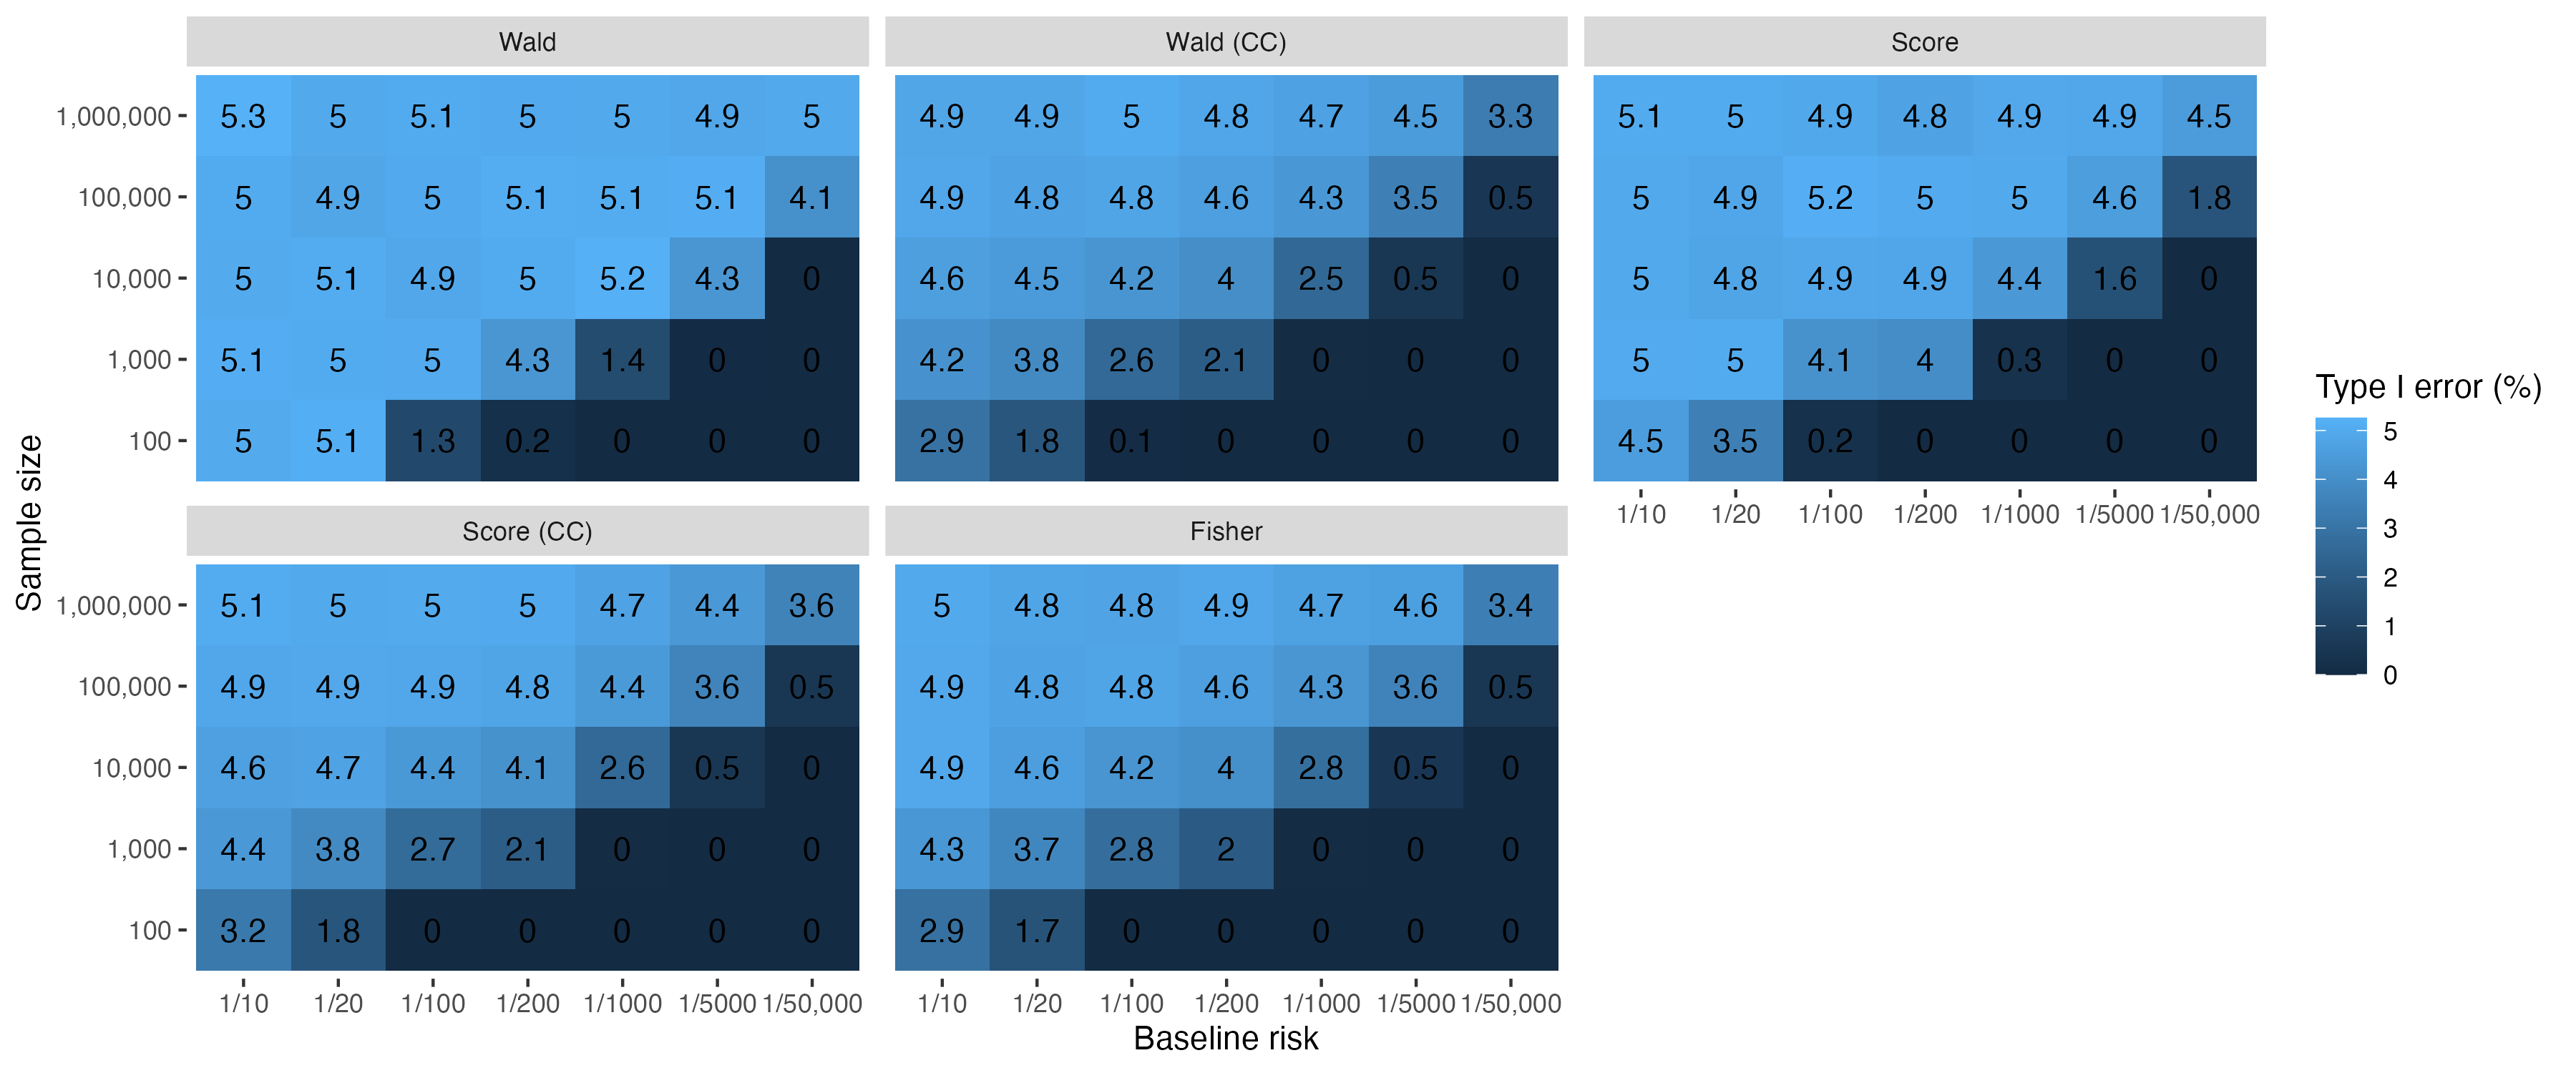 Wald
Wald (CC)
Score
1,000,000
5.3 5 5.1 5 5 4.9 5
4.9 4.9 5 4.8 4.7 4.5 3.3
5.1 5 4.9 4.8 4.9 4.9 4.5
100,000
5 4.9 5 5.1 5.1 5.1 4.1
4.9 4.8 4.8 4.6 4.3 3.5 0.5
5 4.9 5.2 5 5 4.6 1.8
10,000
5 5.1 4.9 5 5.2 4.3 0
4.6 4.5 4.2 4 2.5 0.5 0
5 4.8 4.9 4.9 4.4 1.6 0
1,000
5.1 5 5 4.3 1.4 0 0
4.2 3.8 2.6 2.1 0 0 0
5 5 4.1 4 0.3 0 0
100
5 5.1 1.3 0.2 0 0 0
2.9 1.8 0.1 0 0 0 0
4.5 3.5 0.2 0 0 0 0
1/10 1/20 1/100 1/200 1/1000 1/5000 1/50,000
Score (CC)
Fisher
1,000,000
5.1 5 5 5 4.7 4.4 3.6
5 4.8 4.8 4.9 4.7 4.6 3.4
100,000
4.9 4.9 4.9 4.8 4.4 3.6 0.5
4.9 4.8 4.8 4.6 4.3 3.6 0.5
10,000
4.6 4.7 4.4 4.1 2.6 0.5 0
4.9 4.6 4.2 4 2.8 0.5 0
1,000
4.4 3.8 2.7 2.1 0 0 0
4.3 3.7 2.8 2 0 0 0
100
3.2 1.8 0 0 0 0 0
2.9 1.7 0 0 0 0 0
1/10 1/20 1/100 1/200 1/1000 1/5000 1/50,000
1/10 1/20 1/100 1/200 1/1000 1/5000 1/50,000
Sample size
Baseline risk
Type I error (%)
5
4
3
2
1
0